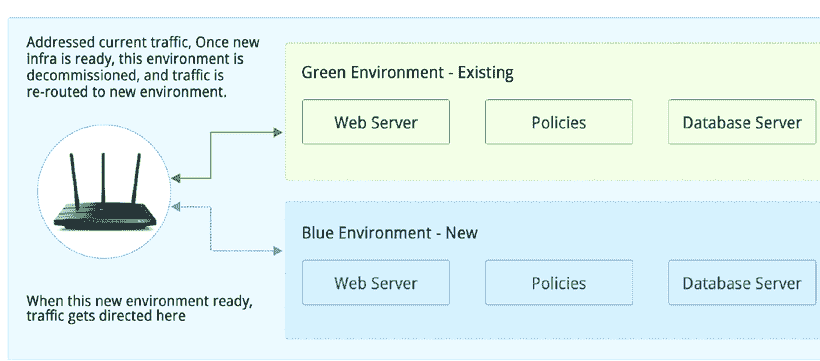 Addressed current traffic, Once new
infra is ready, this environment is
decommissioned, and traffic is
re-routed to new environment.
Green Environment - Existing
Web Server
Policies
Database Server
Blue Environment - New
Web Server
Policies
Database Server
When this new environment ready,
traffic gets directed here